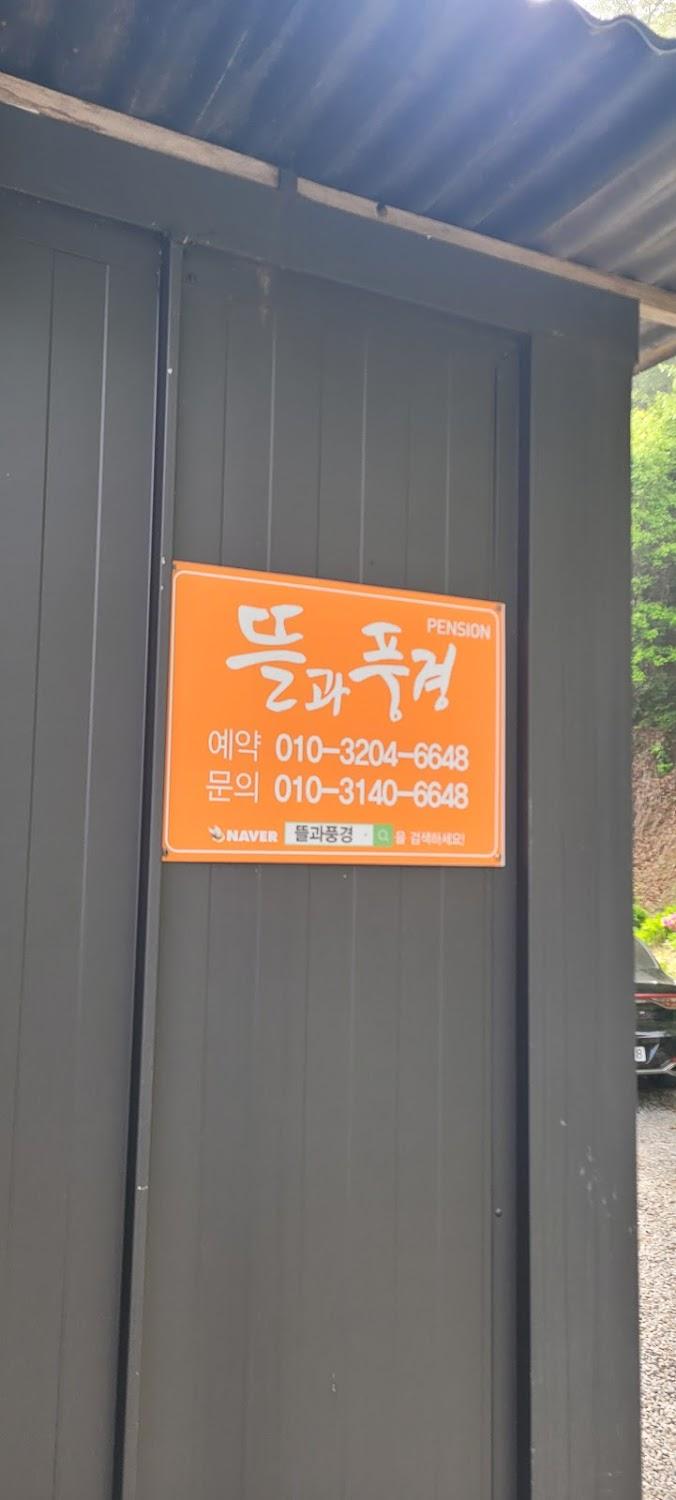 PENSION
뜰과풍경
예약 010-3204-6648
문의 010-3140-6648
NAVER 뜰과풍경 을 검색하세요!
8